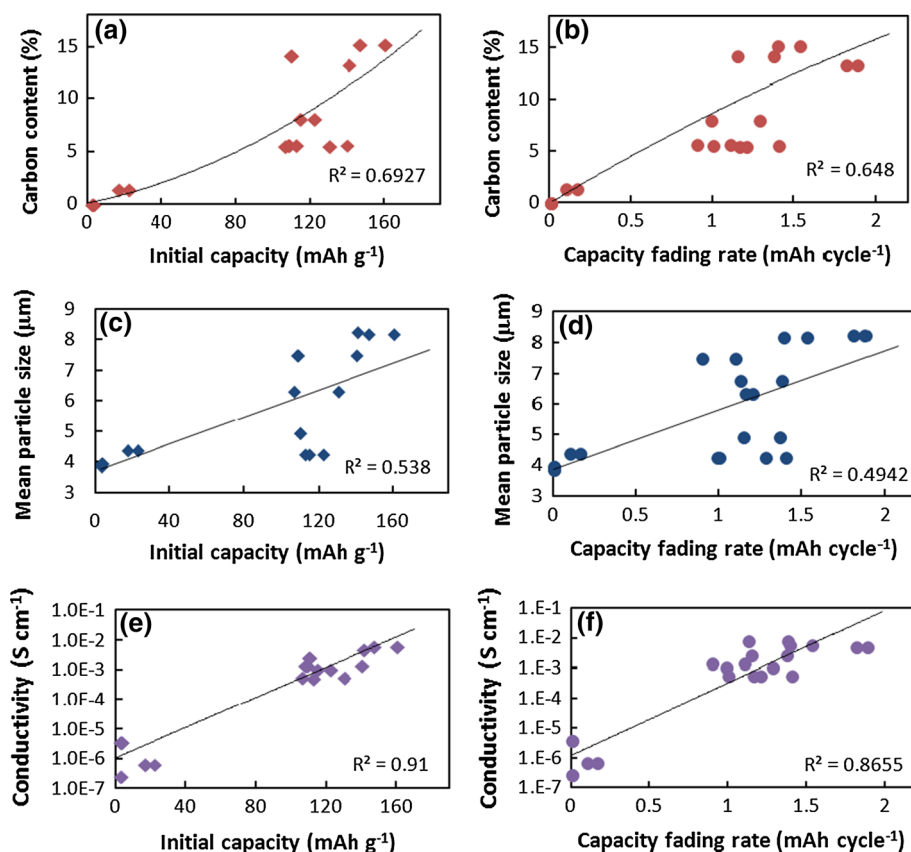 (a)
Carbon content (%)
15
10
5
0
0 40 80 120 160
R² = 0.6927
Initial capacity (mAh g⁻¹)
(b)
Carbon content (%)
15
10
5
0
0 0.5 1 1.5 2
R² = 0.648
Capacity fading rate (mAh cycle⁻¹)
(c)
Mean particle size (μm)
9
8
7
6
5
4
3
0 40 80 120 160
R² = 0.538
Initial capacity (mAh g⁻¹)
(d)
Mean particle size (μm)
9
8
7
6
5
4
3
0 0.5 1 1.5 2
R² = 0.4942
Capacity fading rate (mAh cycle⁻¹)
(e)
Conductivity (S cm⁻¹)
1.0E-1
1.0E-2
1.0E-3
1.0E-4
1.0E-5
1.0E-6
1.0E-7
0 40 80 120 160
R² = 0.91
Initial capacity (mAh g⁻¹)
(f)
Conductivity ( S cm⁻¹)
1.E-1
1.E-2
1.E-3
1.E-4
1.E-5
1.E-6
1.E-7
0 0.5 1 1.5 2
R² = 0.8655
Capacity fading rate (mAh cycle⁻¹)